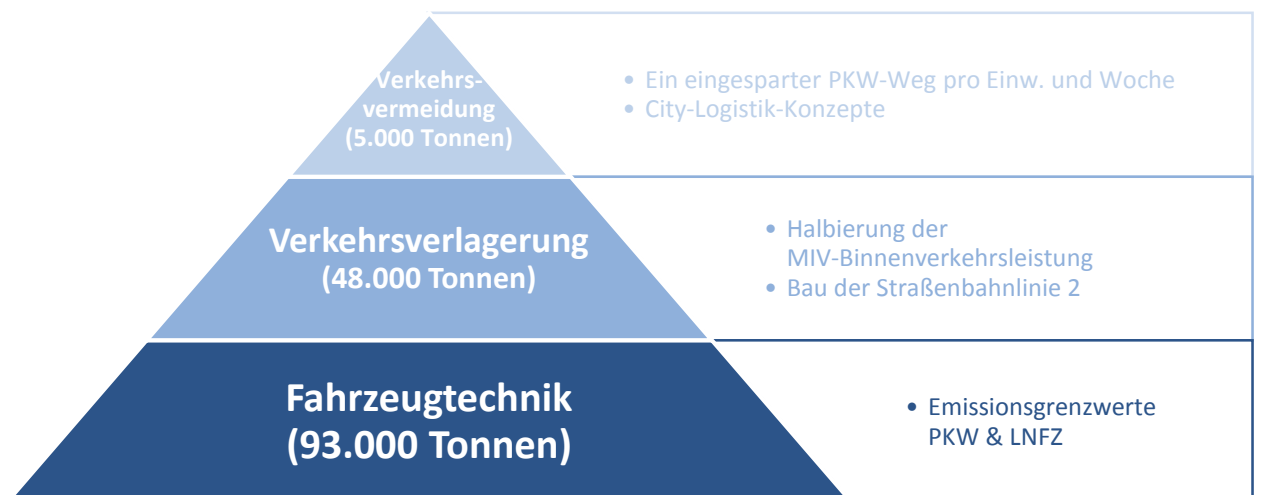 Verkehrs-
vermeidung
(5.000 Tonnen)
• Ein eingesparter PKW-Weg pro Einw. und Woche
• City-Logistik-Konzepte
Verkehrsverlagerung
(48.000 Tonnen)
• Halbierung der
MIV-Binnenverkehrsleistung
• Bau der Straßenbahnlinie 2
Fahrzeugtechnik
(93.000 Tonnen)
• Emissionsgrenzwerte
PKW & LNFZ